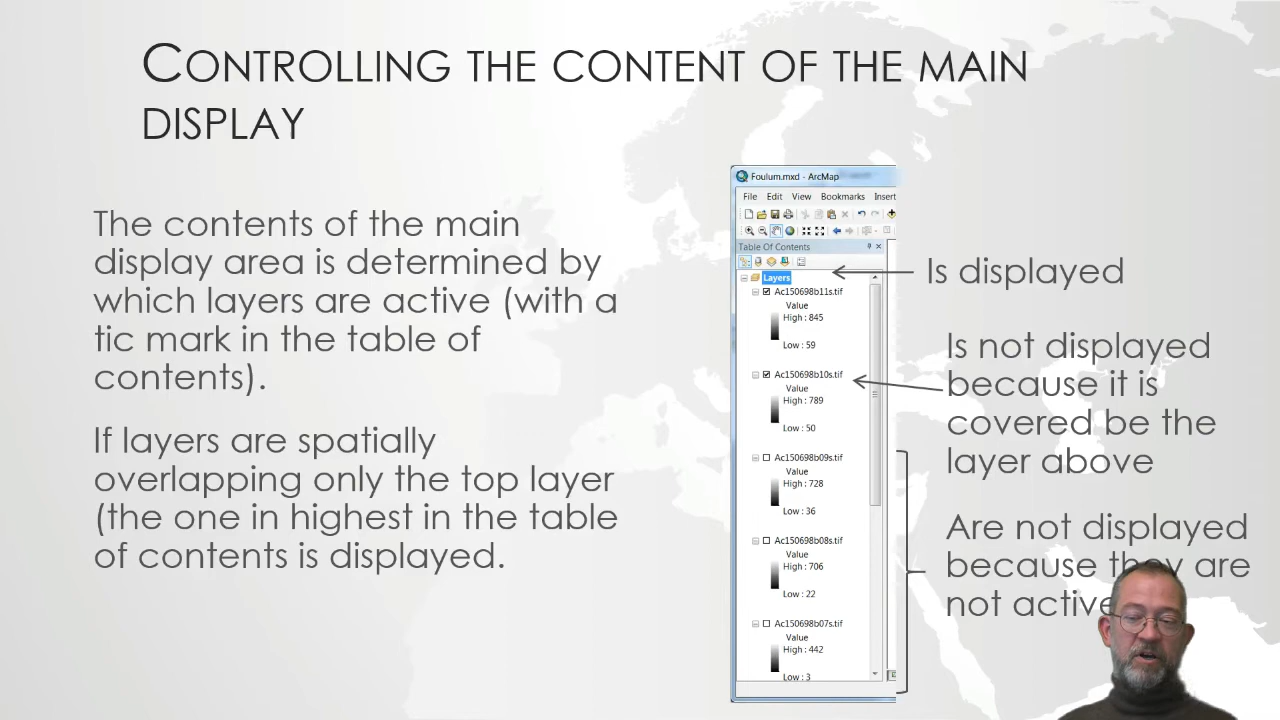 CONTROLLING THE CONTENT OF THE MAIN
DISPLAY
The contents of the main
display area is determined by
which layers are active (with a
tic mark in the table of
contents).
If layers are spatially
overlapping only the top layer
(the one in highest in the table
of contents is displayed.
Foulum.mxd - ArcMap
File Edit View Bookmarks Insert
Table Of Contents
Layers
Ac150698b11s.tif
Value
High : 845
Low : 59
Ac150698b10s.tif
Value
High : 789
Low : 50
Ac150698b09s.tif
Value
High : 728
Low : 36
Ac150698b08s.tif
Value
High : 706
Low : 22
Ac150698b07s.tif
Value
High : 442
Low : 3
Is displayed
Is not displayed
because it is
covered be the
layer above
Are not displayed
because they are
not active